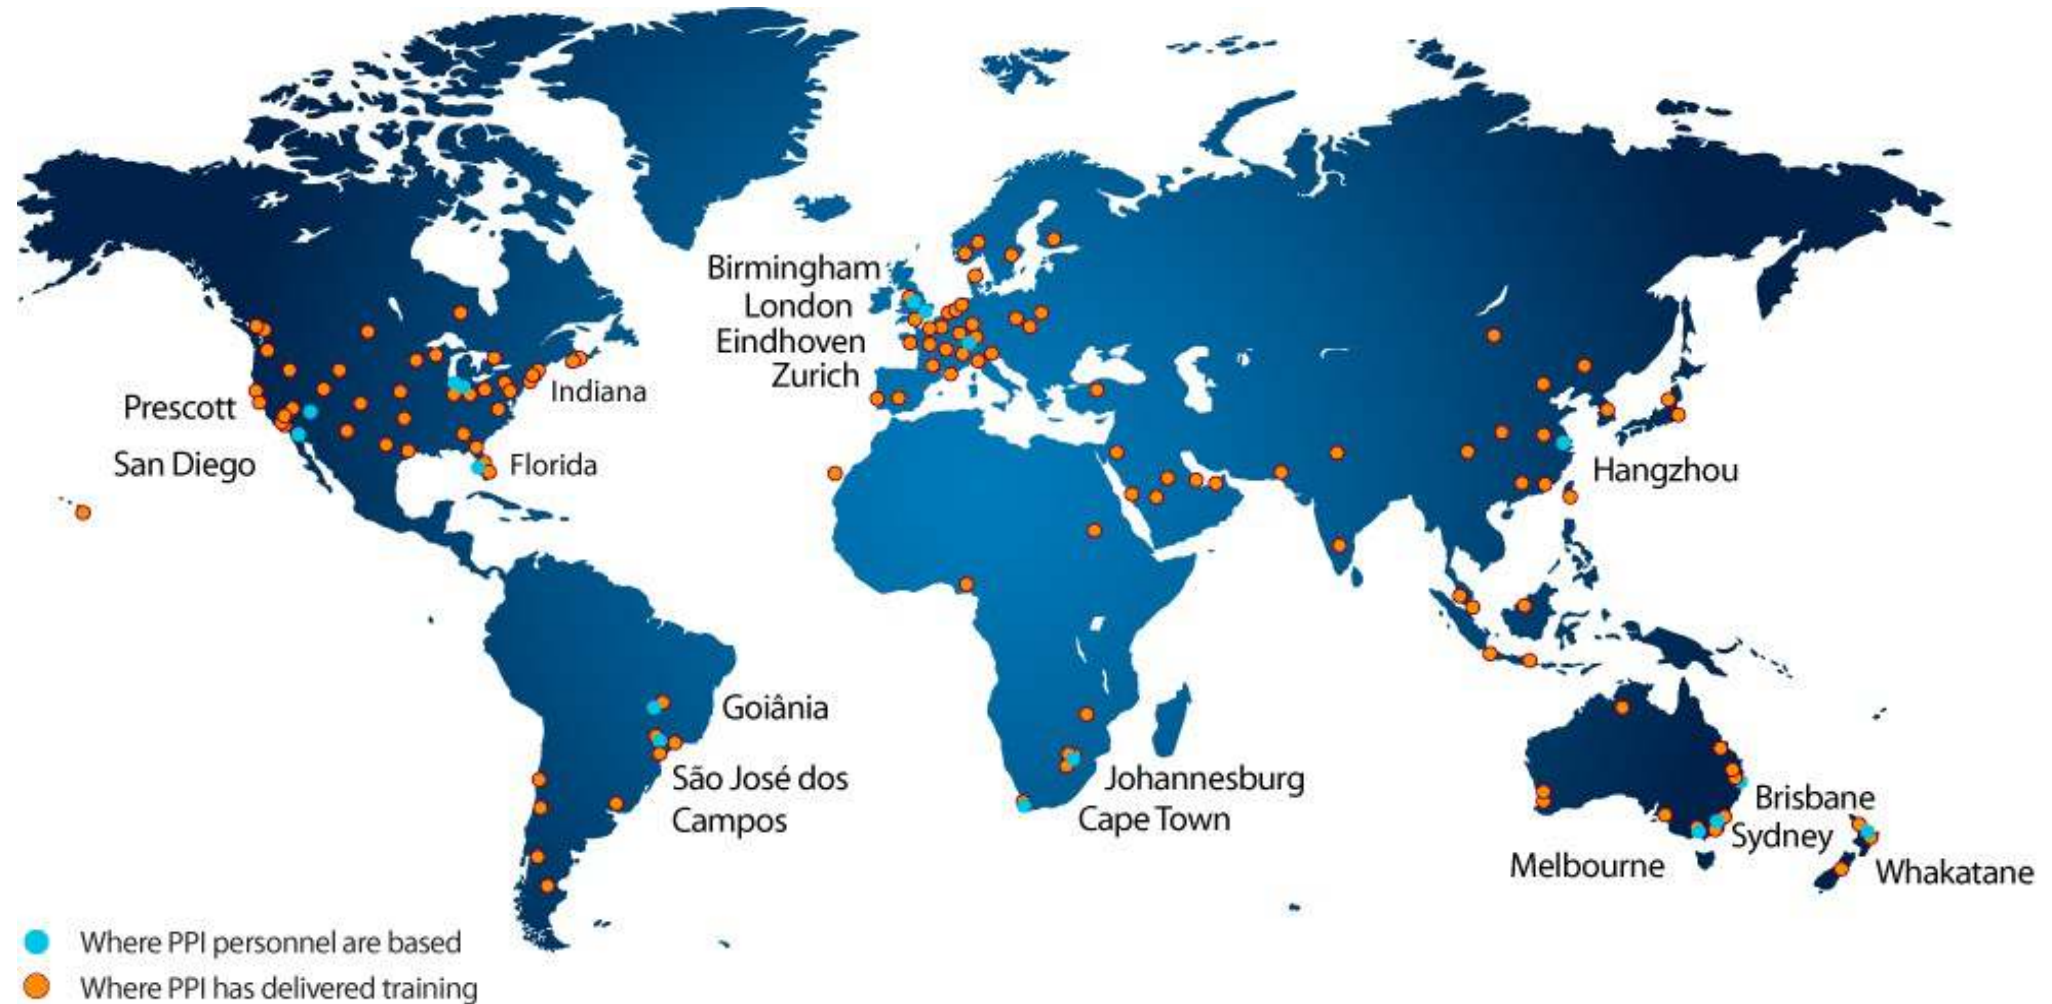 Birmingham
London
Eindhoven
Zurich
Indiana
Prescott
San Diego
Florida
Hangzhou
Goiânia
São José dos
Campos
Johannesburg
Cape Town
Brisbane
Sydney
Melbourne
Whakatane
Where PPI personnel are based
Where PPI has delivered training